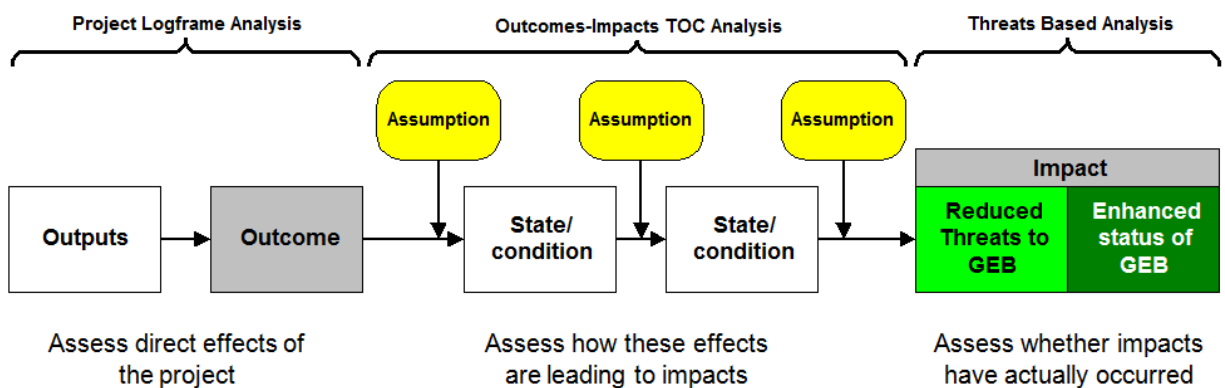 Project Logframe Analysis
Outcomes-Impacts TOC Analysis
Threats Based Analysis
Assumption
Assumption
Assumption
Outputs
Outcome
State/
condition
State/
condition
Impact
Reduced
Threats to
GEB
Enhanced
status of
GEB
Assess direct effects of
the project
Assess how these effects
are leading to impacts
Assess whether impacts
have actually occurred